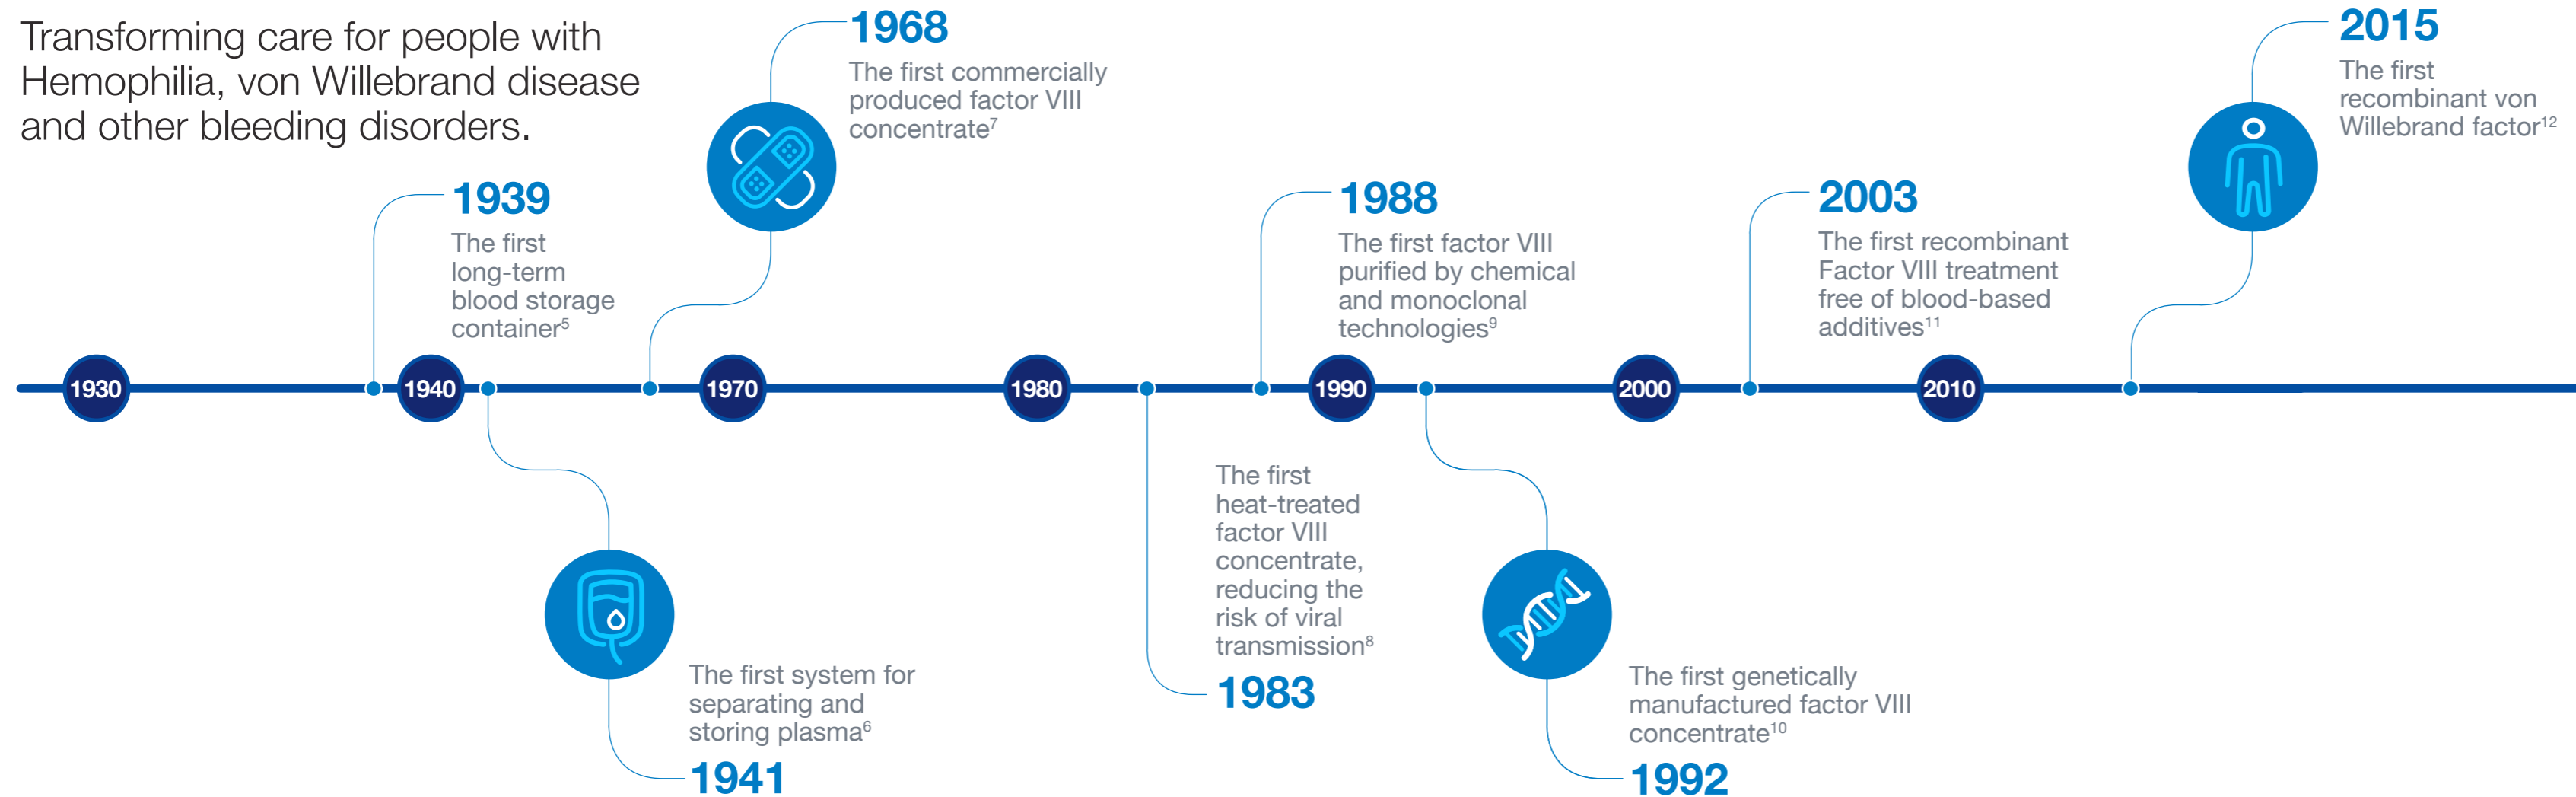 Transforming care for people with
Hemophilia, von Willebrand disease
and other bleeding disorders.
1939
The first
long-term
blood storage
container⁵
1968
The first commercially
produced factor VIII
concentrate⁷
1988
The first factor VIII
purified by chemical
and monoclonal
technologies⁹
2003
The first recombinant
Factor VIII treatment
free of blood-based
additives¹¹
2015
The first
recombinant von
Willebrand factor¹²
1930
1940
1970
1980
1990
2000
2010
The first system for
separating and
storing plasma⁶
1941
The first
heat-treated
factor VIII
concentrate,
reducing the
risk of viral
transmission⁸
1983
The first genetically
manufactured factor VIII
concentrate¹⁰
1992